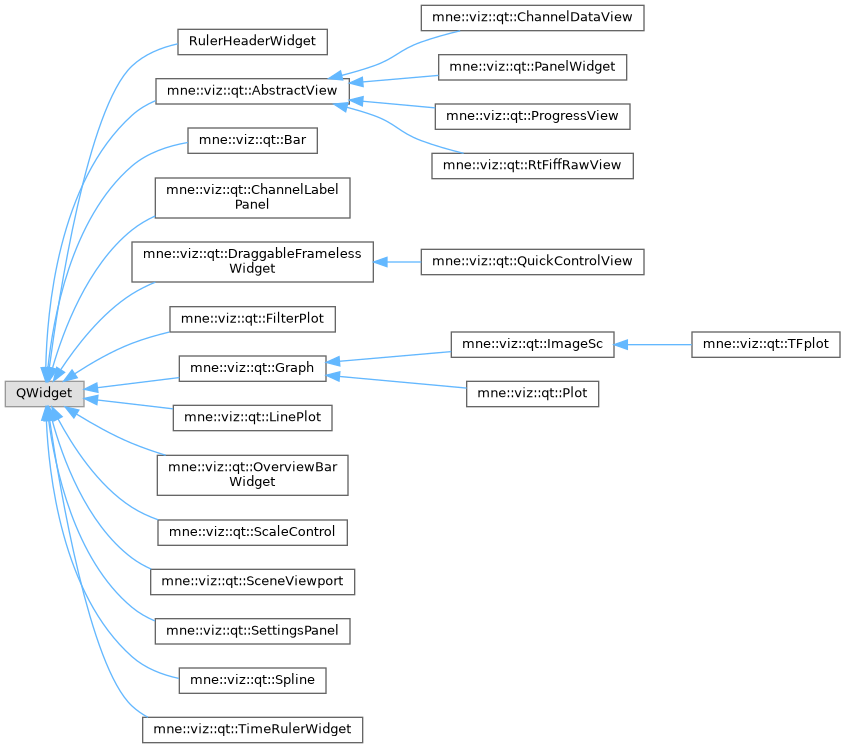 QWidget
RulerHeaderWidget
mne::viz::qt::AbstractView
mne::viz::qt::ChannelDataView
mne::viz::qt::PanelWidget
mne::viz::qt::ProgressView
mne::viz::qt::RtFiffRawView
mne::viz::qt::Bar
mne::viz::qt::ChannelLabel
Panel
mne::viz::qt::DraggableFrameless
Widget
mne::viz::qt::QuickControlView
mne::viz::qt::FilterPlot
mne::viz::qt::Graph
mne::viz::qt::ImageSc
mne::viz::qt::TFplot
mne::viz::qt::Plot
mne::viz::qt::LinePlot
mne::viz::qt::OverviewBar
Widget
mne::viz::qt::ScaleControl
mne::viz::qt::SceneViewport
mne::viz::qt::SettingsPanel
mne::viz::qt::Spline
mne::viz::qt::TimeRulerWidget